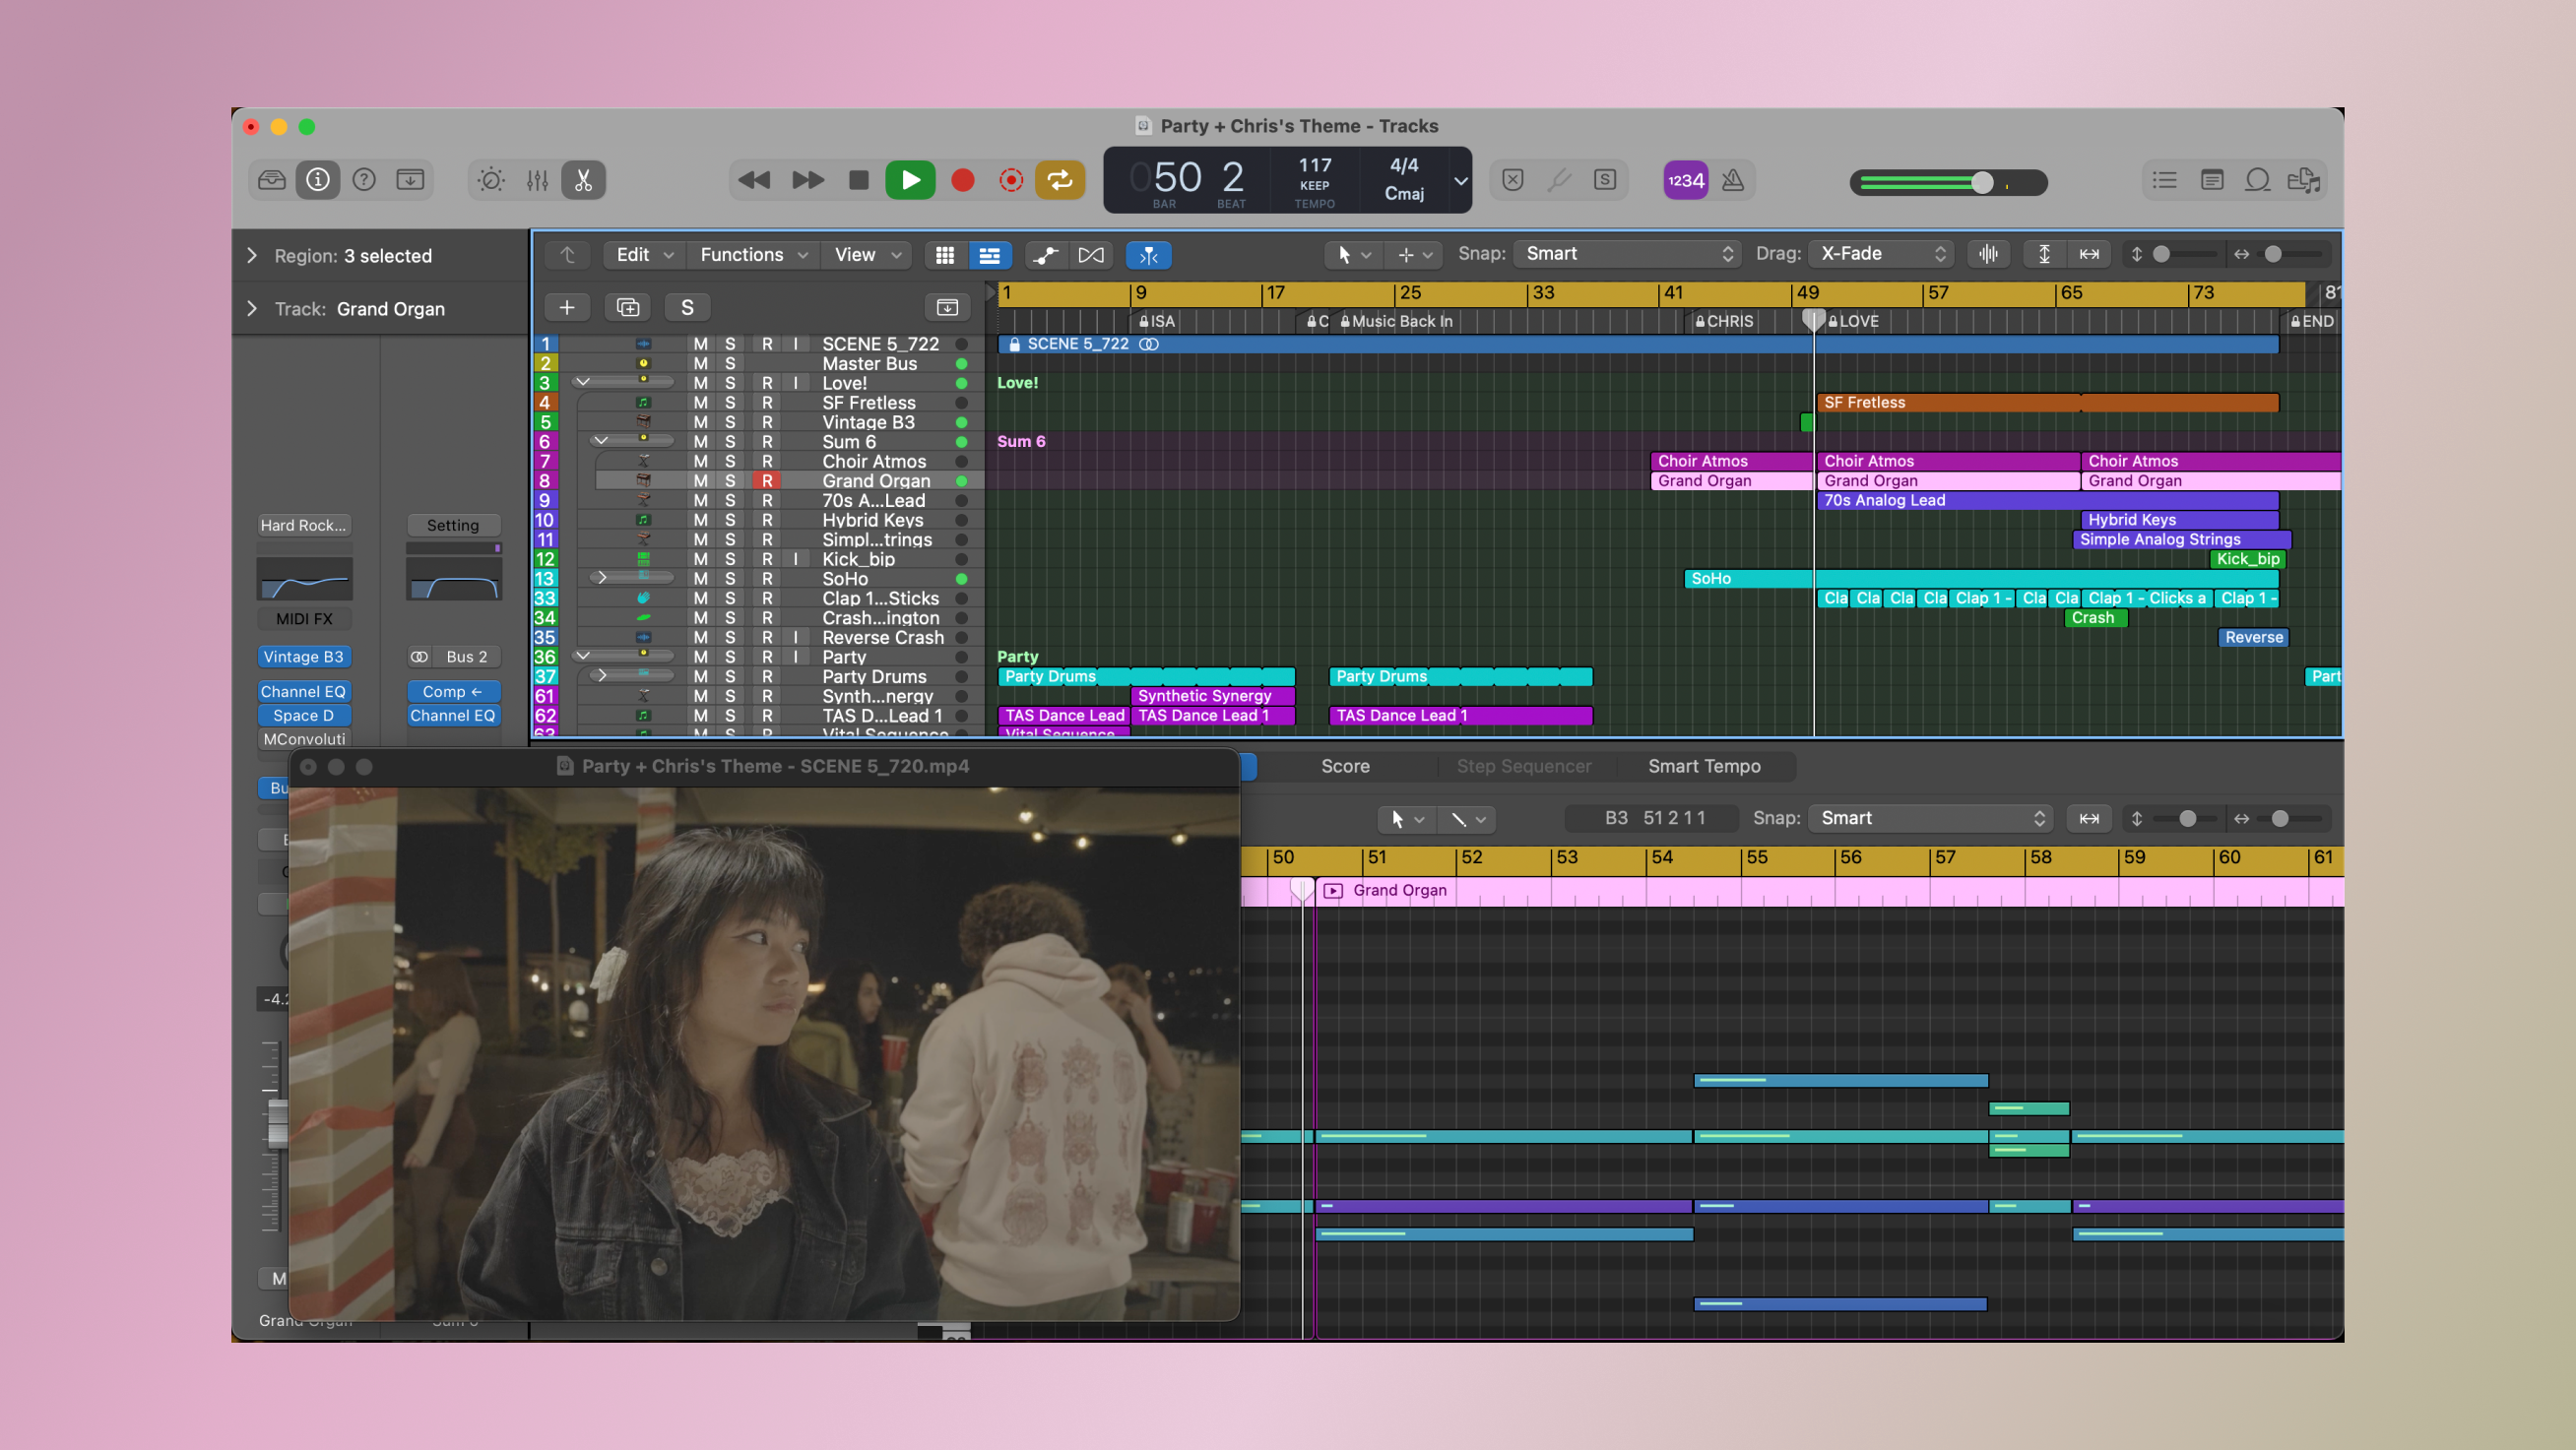 Party + Chris's Theme - Tracks
050 2
BAR BEAT
117
KEEP
TEMPO
4/4
Cmaj
S
1234
Region: 3 selected
Track: Grand Organ
Edit Functions View
Snap: Smart
Drag: X-Fade
S
1 9 17 25 33 41 49 57 65 73 81
ISA C Music Back In CHRIS LOVE END
1 M S R I SCENE 5_722
SCENE 5_722
2 M S Master Bus
3 M S R I Love!
Love!
4 M S R SF Fretless
SF Fretless
5 M S R Vintage B3
6 M S R Sum 6
Sum 6
7 M S R Choir Atmos
Choir Atmos Choir Atmos Choir Atmos
8 M S R Grand Organ
Grand Organ Grand Organ Grand Organ
9 M S R 70s A...Lead
70s Analog Lead
10 M S R Hybrid Keys
Hybrid Keys
11 M S R Simpl...trings
Simple Analog Strings
12 M S R I Kick_bip
Kick_bip
13 M S R SoHo
SoHo
33 M S R Clap 1...Sticks
Cla Cla Cla Cla Clap 1 - Cla Cla Clap 1 - Clicks a Clap 1 -
34 M S R Crash...ington
Crash
35 M S R I Reverse Crash
Reverse
36 M S R I Party
Party
37 M S R Party Drums
Party Drums Party Drums Part
61 M S R Synth...nergy
Synthetic Synergy
62 M S R TAS D...Lead 1
TAS Dance Lead TAS Dance Lead 1 TAS Dance Lead 1
63 Vital Sequence
Vital Sequence
Hard Rock... Setting
MIDI FX
Vintage B3 Bus 2
Channel EQ Comp
Space D Channel EQ
MConvoluti
Bu
-4.2
M
Grand Organ Sum 6
Party + Chris's Theme - SCENE 5_720.mp4
Score Step Sequencer Smart Tempo
B3 51 2 1 1
Snap: Smart
50 51 52 53 54 55 56 57 58 59 60 61
Grand Organ